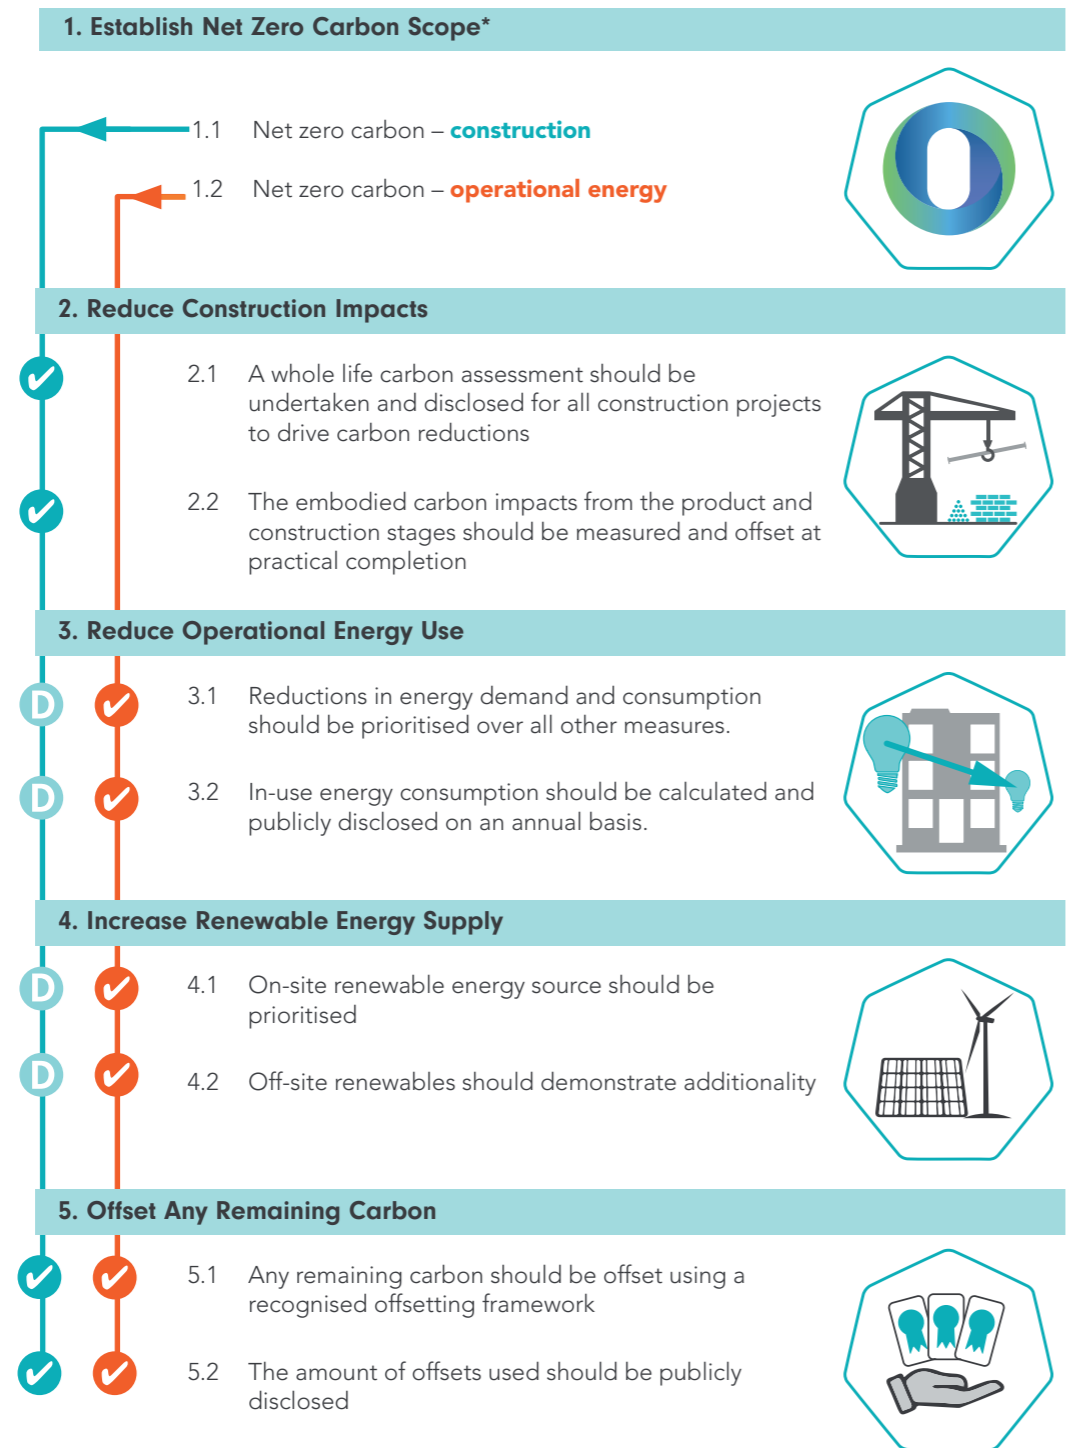 1. Establish Net Zero Carbon Scope*
1.1 Net zero carbon – construction
1.2 Net zero carbon – operational energy
2. Reduce Construction Impacts
2.1 A whole life carbon assessment should be
undertaken and disclosed for all construction projects
to drive carbon reductions
2.2 The embodied carbon impacts from the product and
construction stages should be measured and offset at
practical completion
3. Reduce Operational Energy Use
D 3.1 Reductions in energy demand and consumption
should be prioritised over all other measures.
D 3.2 In-use energy consumption should be calculated and
publicly disclosed on an annual basis.
4. Increase Renewable Energy Supply
D 4.1 On-site renewable energy source should be
prioritised
D 4.2 Off-site renewables should demonstrate additionality
5. Offset Any Remaining Carbon
5.1 Any remaining carbon should be offset using a
recognised offsetting framework
5.2 The amount of offsets used should be publicly
disclosed